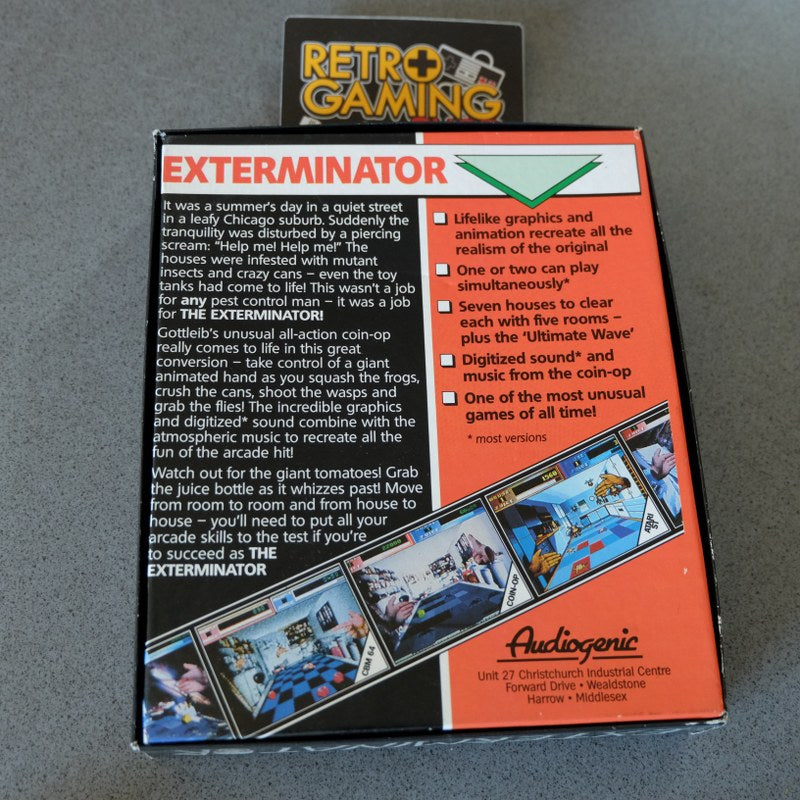 RETRO
GAMING
EXTERMINATOR
It was a summer's day in a quiet street
in a leafy Chicago suburb. Suddenly the
tranquility was disturbed by a piercing
scream: "Help me! Help me!" The
houses were infested with mutant
insects and crazy cans – even the toy
tanks had come to life! This wasn't a job
for any pest control man – it was a job
for THE EXTERMINATOR!
Gottleib's unusual all-action coin-op
really comes to life in this great
conversion – take control of a giant
animated hand as you squash the frogs,
crush the cans, shoot the wasps and
grab the flies! The incredible graphics
and digitized* sound combine with the
atmospheric music to recreate all the
fun of the arcade hit!
Watch out for the giant tomatoes! Grab
the juice bottle as it whizzes past! Move
from room to room and from house to
house – you'll need to put all your
arcade skills to the test if you're
to succeed as THE
EXTERMINATOR
Lifelike graphics and
animation recreate all the
realism of the original
One or two can play
simultaneously*
Seven houses to clear
each with five rooms –
plus the 'Ultimate Wave'
Digitized sound* and
music from the coin-op
One of the most unusual
games of all time!
* most versions
CBM 64
COIN-OP
ATARI
ST
Audiogenic
Unit 27 Christchurch Industrial Centre
Forward Drive • Wealdstone
Harrow • Middlesex